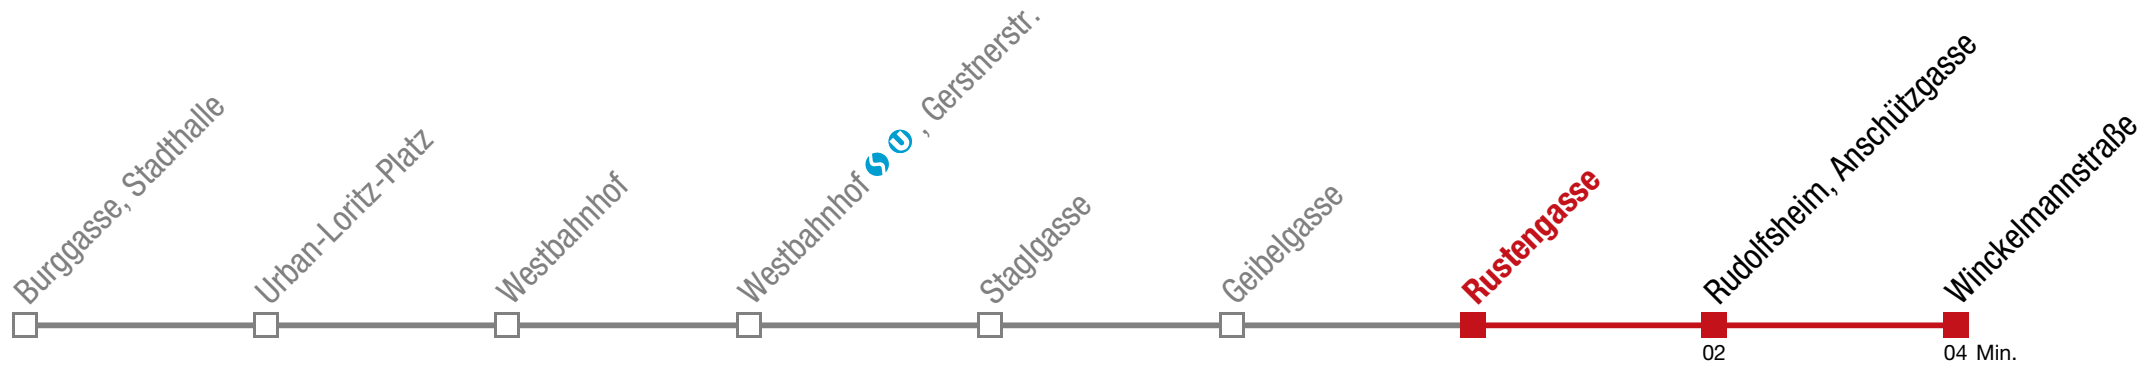 Burggasse, Stadthalle
Urban-Loritz-Platz
Westbahnhof
Westbahnhof S U, Gerstnerstr.
Staglgasse
Geibelgasse
Rustengasse
Rudolfsheim, Anschützgasse
Winckelmannstraße
02
04 Min.